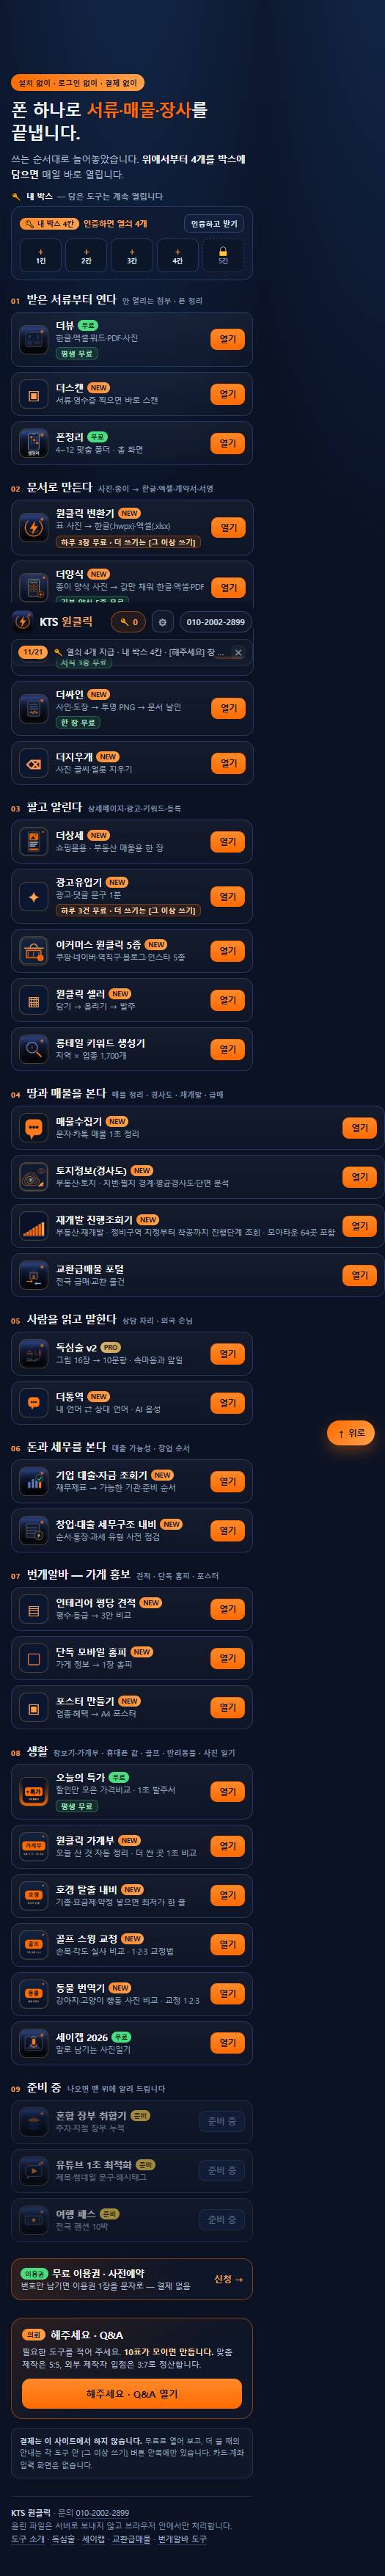 설치 없이 · 로그인 없이 · 결제 없이
폰 하나로 서류·매물·장사를
끝냅니다.
쓰는 순서대로 늘어놓았습니다. 위에서부터 4개를 박스에
담으면 매일 바로 열립니다.
내 박스 — 담은 도구는 계속 열립니다
내 박스 4칸 인증하면 열쇠 4개 인증하고 받기
+ + + +
1칸 2칸 3칸 4칸 5칸
01 받은 서류부터 연다 안 열리는 첨부 · 폰 정리
더뷰 무료
한글·엑셀·워드·PDF·사진
평생 무료
열기
더스캔 NEW
서류·영수증 찍으면 바로 스캔
열기
폰정리 무료
4~12 맞춤 폴더 · 홈 화면
열기
02 문서로 만든다 사진·종이 → 한글·엑셀·계약서·서명
원클릭 변환기 NEW
표 사진 → 한글(.hwpx)·엑셀(.xlsx)
하루 3장 무료 · 더 쓰는 [그 이상 쓰기]
열기
더양식 NEW
종이 양식 사진 → 값만 채워 한글·엑셀·PDF
열기
KTS 원클릭 0 010-2002-2899
11/21 열쇠 4개 지급 · 내 박스 4칸 · [해주세요] 창 ... ✕
서식 3종 무료
더싸인 NEW
사인·도장 → 투명 PNG → 문서 날인
한 장 무료
열기
더지우개 NEW
사진 글씨·얼룩 지우기
열기
03 팔고 알린다 상세페이지·광고·키워드·등록
더상세 NEW
쇼핑몰용 · 부동산 매물용 한 장
열기
광고유입기 NEW
광고 댓글 문구 1분
하루 3건 무료 · 더 쓰는 [그 이상 쓰기]
열기
이커머스 원클릭 5종 NEW
쿠팡·네이버·역직구·블로그·인스타 5종
열기
원클릭 셀러 NEW
담기 → 올리기 → 발주
열기
롱테일 키워드 생성기
지역 × 업종 1,700개
열기
04 땅과 매물을 본다 매물 정리 · 경사도 · 재개발 · 급매
매물수집기 NEW
문자·카톡 매물 1초 정리
열기
토지정보(경사도) NEW
부동산·토지 · 지번·필지 경계·평균경사도·단면 분석
열기
재개발 진행조회기 NEW
부동산·재개발 · 정비구역 지정부터 착공까지 진행단계 조회 · 모아타운 64곳 포함
열기
교환급매물 포털
전국 급매·교환 물건
열기
05 사람을 읽고 말한다 상담 자리 · 외국 손님
독심술 v2 PRO
그림 16장 → 10문항 · 속마음과 앞일
열기
더통역 NEW
내 언어 ⇄ 상대 언어 · AI 음성
열기
↑ 위로
06 돈과 세무를 본다 대출 가능성 · 창업 순서
기업 대출·자금 조회기 NEW
재무제표 → 가능한 기관·준비 순서
열기
창업·대출 세무구조 내비 NEW
순서·통장·과세 유형 사전 점검
열기
07 번개알바 — 가게 홍보 견적 · 단독 홈피 · 포스터
인테리어 평당 견적 NEW
평수·등급 → 3안 비교
열기
단독 모바일 홈피 NEW
가게 정보 → 1장 홈피
열기
포스터 만들기 NEW
업종·혜택 → A4 포스터
열기
08 생활 장보기·가계부 · 휴대폰 값 · 골프 · 반려동물 · 사진 일기
특가
오늘의 특가 무료
할인만 모은 가격비교 · 1초 발주서
평생 무료
열기
가계부
원클릭 가계부 NEW
오늘 산 것 자동 정리 · 더 싼 곳 1초 비교
열기
호갱
호갱 탈출 내비 NEW
기종·요금제·약정 넣으면 최저가 한 줄
열기
골프
골프 스윙 교정 NEW
손목·각도 실사 비교 · 1·2·3 교정법
열기
동물
동물 번역기 NEW
강아지·고양이 행동 사진 비교 · 교정 1·2·3
열기
세이캡 2026 무료
말로 남기는 사진일기
열기
09 준비 중 나오면 맨 위에 알려 드립니다
혼합 장부 취합기 준비
주차·지점 장부 누적
준비 중
유튜브 1초 최적화 준비
제목·썸네일 문구·해시태그
준비 중
여행 패스 준비
전국 펜션 10박
준비 중
이용권 무료 이용권 · 사전예약
번호만 남기면 이용권 1장을 문자로 — 결제 없음
신청 →
의뢰 해주세요 · Q&A
필요한 도구를 적어 주세요. 10표가 모이면 만듭니다. 맞춤
제작은 5:5, 외부 제작자 입점은 3:7로 정산합니다.
해주세요 · Q&A 열기
결제는 이 사이트에서 하지 않습니다. 무료로 열어 보고, 더 쓸 때의
안내는 각 도구 안 [그 이상 쓰기] 버튼 안쪽에만 있습니다. 카드·계좌
입력 화면은 없습니다.
KTS 원클릭 · 문의 010-2002-2899
올린 파일은 서버로 보내지 않고 브라우저 안에서만 처리합니다.
도구 소개 · 독심술 · 세이캡 · 교환급매물 · 번개알바 도구